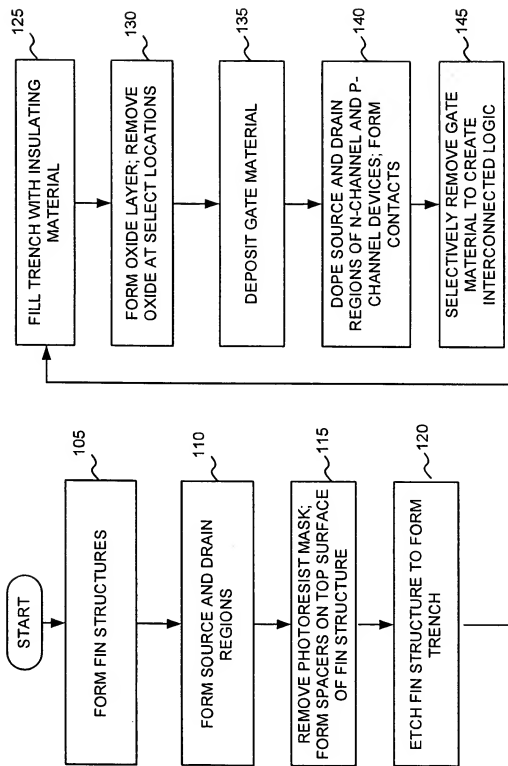 START
105
FORM FIN STRUCTURES
110
FORM SOURCE AND DRAIN
REGIONS
115
REMOVE PHOTORESIST MASK;
FORM SPACERS ON TOP SURFACE
OF FIN STRUCTURE
120
ETCH FIN STRUCTURE TO FORM
TRENCH
125
FILL TRENCH WITH INSULATING
MATERIAL
130
FORM OXIDE LAYER; REMOVE
OXIDE AT SELECT LOCATIONS
135
DEPOSIT GATE MATERIAL
140
DOPE SOURCE AND DRAIN
REGIONS OF N-CHANNEL AND P-
CHANNEL DEVICES; FORM
CONTACTS
145
SELECTIVELY REMOVE GATE
MATERIAL TO CREATE
INTERCONNECTED LOGIC